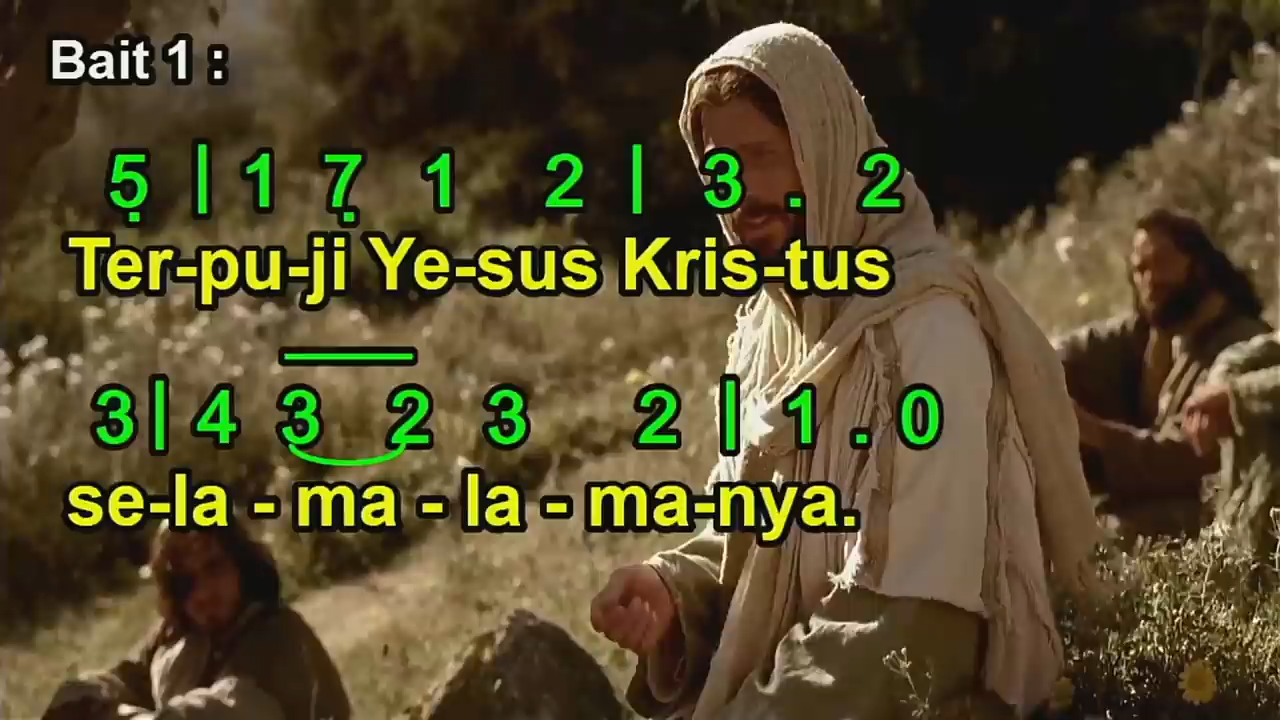 Bait 1 :
5̣ | 1 7̣ 1 2 | 3 . 2
Ter-pu-ji Ye-sus Kris-tus
3 | 4 3 2 3 2 | 1 . 0
se-la - ma - la - ma-nya.